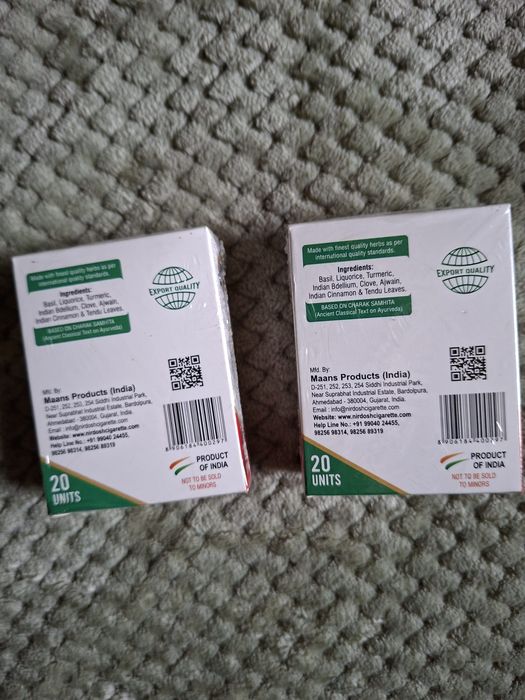 Made with finest quality herbs as per
international quality standards.
Ingredients:
Basil, Liquorice, Turmeric,
Indian Bdellium, Clove, Ajwain,
Indian Cinnamon & Tendu Leaves.
BASED ON CHARAK SAMHITA
(Ancient Classical Text on Ayurveda)
EXPORT QUALITY
Mfd. By:
Maans Products (India)
D-251, 252, 253, 254 Siddhi Industrial Park,
Near Suprabhat Industrial Estate, Bardolpura,
Ahmedabad - 380004, Gujarat, India.
Email : info@nirdoshcigarette.com
Website: www.nirdoshcigarette.com
Help Line No.: +91 99040 24455,
98256 98314, 98256 89319
8906184400297
PRODUCT
OF INDIA
NOT TO BE SOLD
TO MINORS
20
UNITS
Made with finest quality herbs as per
international quality standards.
Ingredients:
Basil, Liquorice, Turmeric,
Indian Bdellium, Clove, Ajwain,
Indian Cinnamon & Tendu Leaves.
BASED ON CHARAK SAMHITA
(Ancient Classical Text on Ayurveda)
EXPORT QUALITY
Mfd. By:
Maans Products (India)
D-251, 252, 253, 254 Siddhi Industrial Park,
Near Suprabhat Industrial Estate, Bardolpura,
Ahmedabad - 380004, Gujarat, India.
Email : info@nirdoshcigarette.com
Website: www.nirdoshcigarette.com
Help Line No.: +91 99040 24455,
98256 98314, 98256 89319
PRODUCT
OF INDIA
NOT TO BE SOLD
TO MINORS
20
UNITS